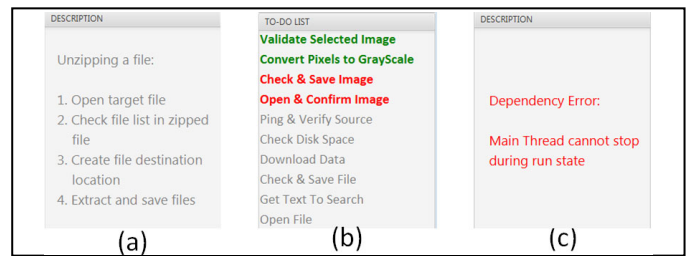 DESCRIPTION
Unzipping a file:
1. Open target file
2. Check file list in zipped
file
3. Create file destination
location
4. Extract and save files
(a)
TO-DO LIST
Validate Selected Image
Convert Pixels to GrayScale
Check & Save Image
Open & Confirm Image
Ping & Verify Source
Check Disk Space
Download Data
Check & Save File
Get Text To Search
Open File
(b)
DESCRIPTION
Dependency Error:
Main Thread cannot stop
during run state
(c)